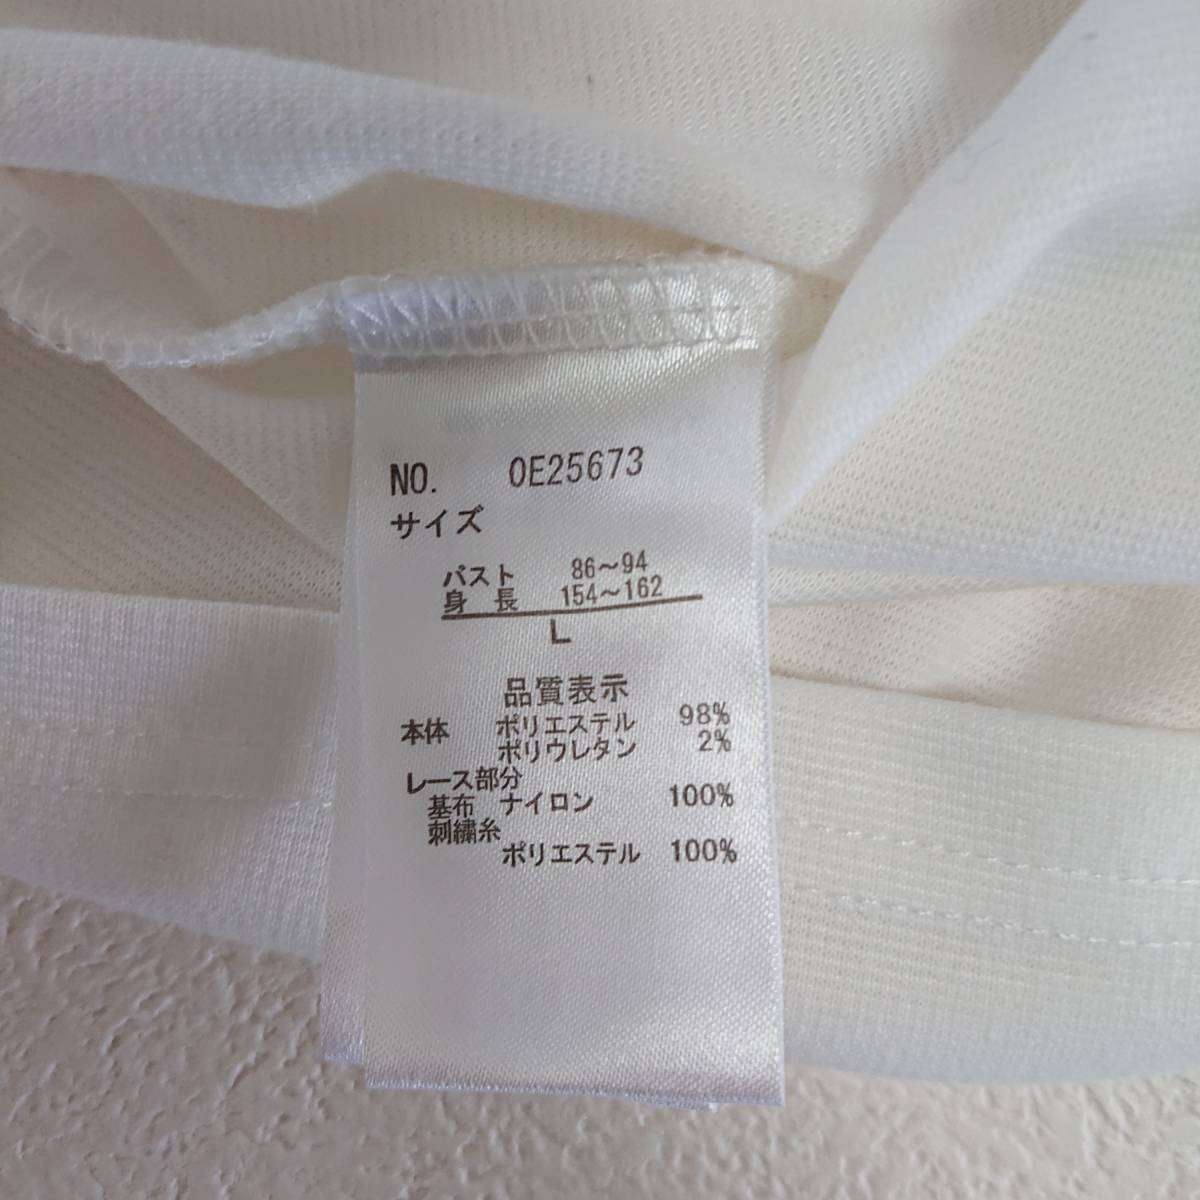 NO. 0E25673
サイズ
バスト 86～94
身長 154～162
L
品質表示
本体 ポリエステル 98%
ポリウレタン 2%
レース部分
基布 ナイロン 100%
刺繍糸
ポリエステル 100%